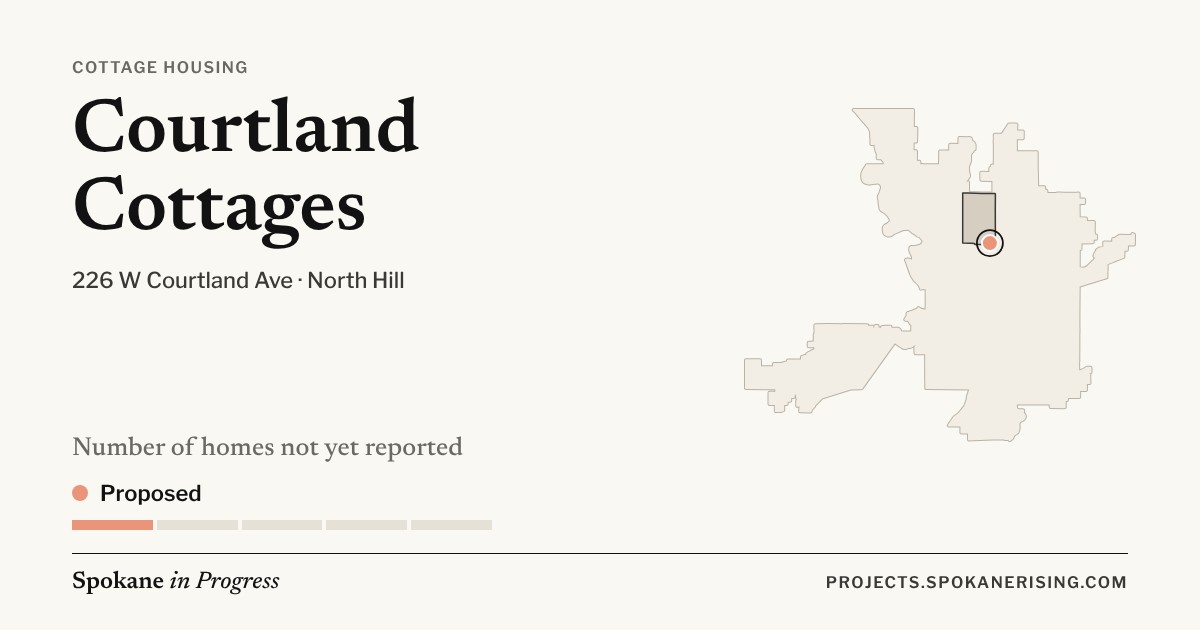 COTTAGE HOUSING
Courtland
Cottages
226 W Courtland Ave · North Hill
Number of homes not yet reported
Proposed
Spokane in Progress
PROJECTS.SPOKANERISING.COM